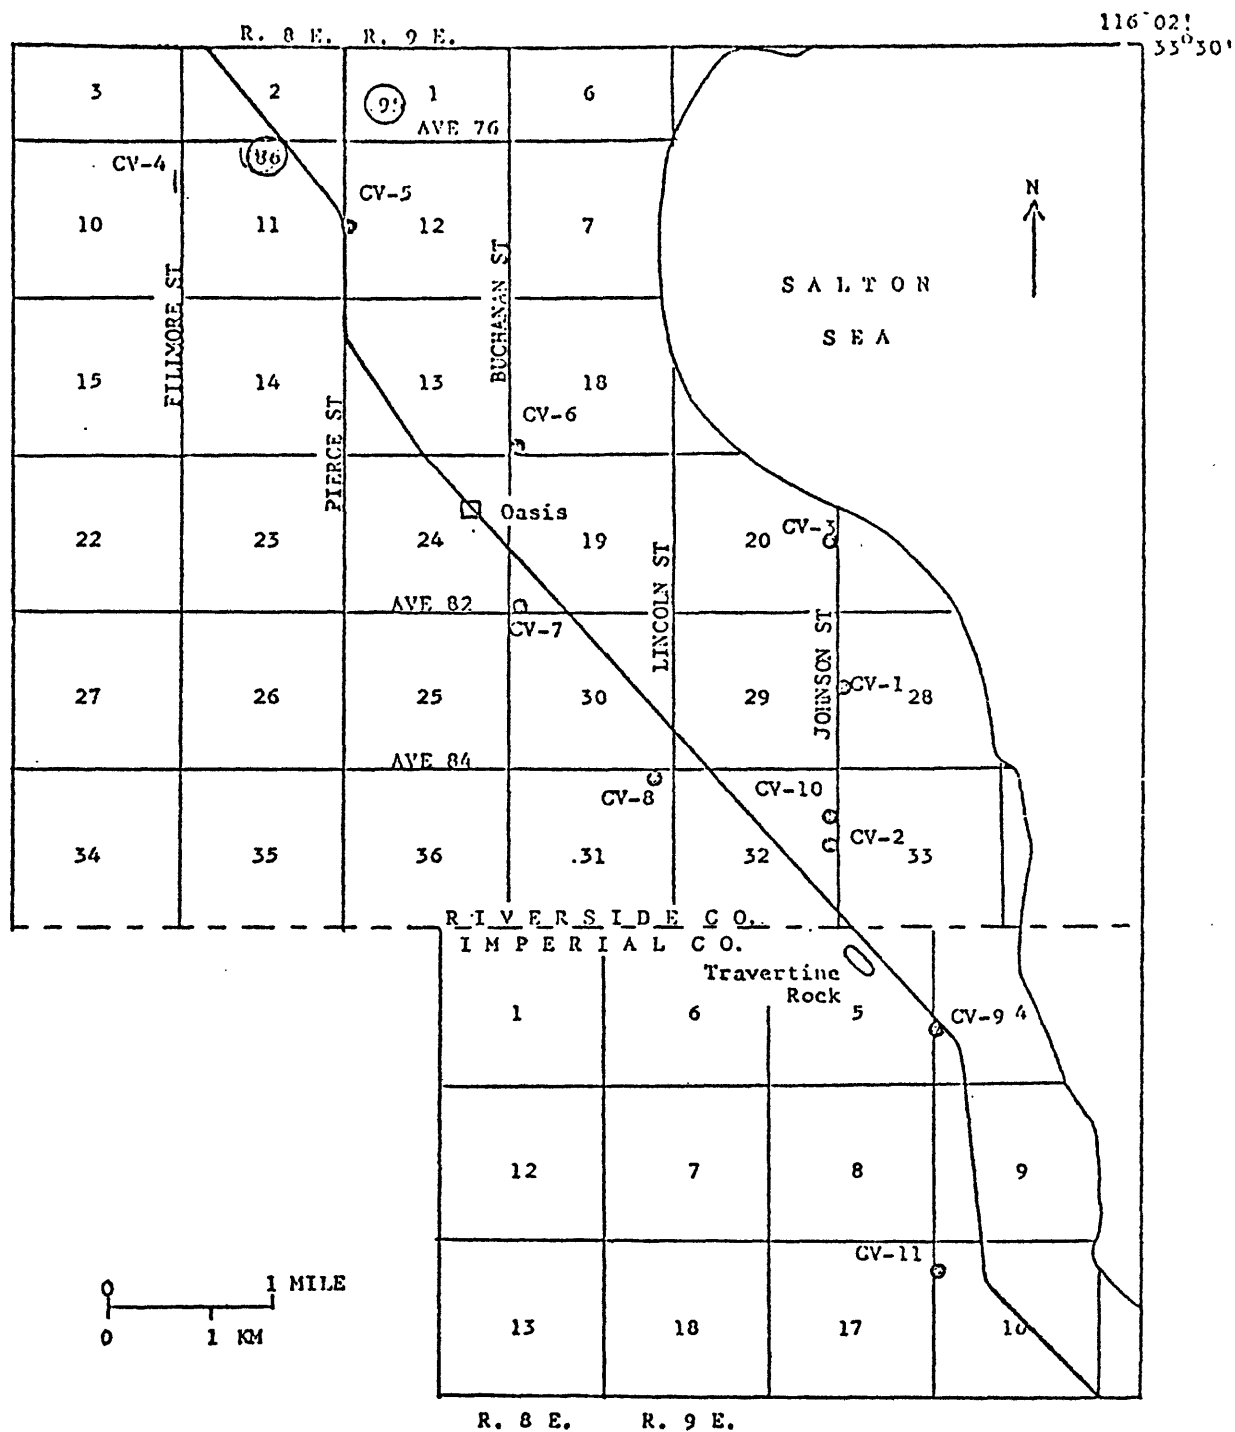 116°02'
33°30'
R. 8 E. R. 9 E.
3 2 1 6
AVE 76
86
CV-4
CV-5
10 11 12 7
N
FILLMORE ST
BUCHANAN ST
SALTON
SEA
15 14 13 18
PIERCE ST
CV-6
Oasis
22 23 24 19 20
CV-3
LINCOLN ST
AVE 82
CV-7
JOHNSON ST
27 26 25 30 29 28
CV-1
AVE 84
CV-8
CV-10
CV-2
34 35 36 .31 32 33
RIVERSIDE CO.
IMPERIAL CO.
Travertine
Rock
1 6 5 4
CV-9
12 7 8 9
CV-11
0 1 MILE
0 1 KM
13 18 17
R. 8 E. R. 9 E.